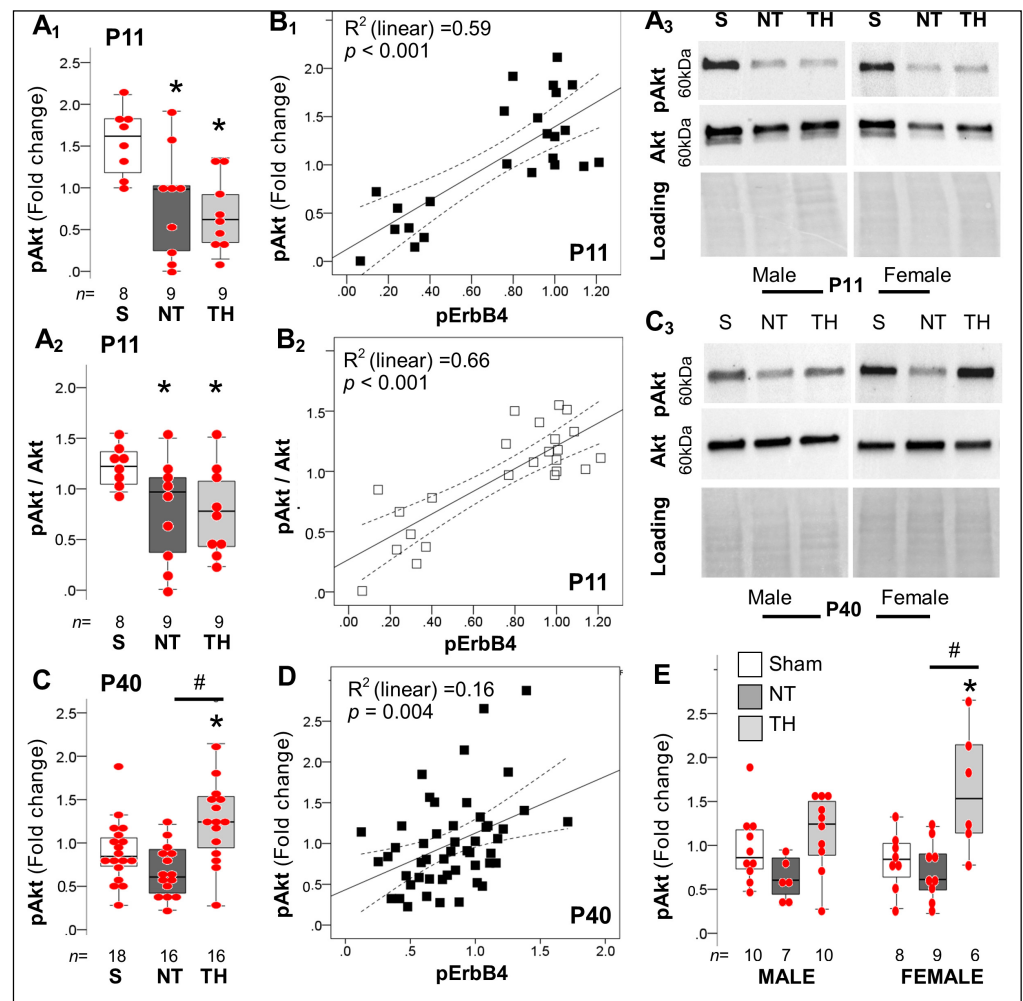 A1 P11
pAkt (Fold change)
2.5
2.0
1.5
1.0
0.5
.0
* *
n= 8 9 9
S NT TH
B1
R2 (linear) =0.59
p < 0.001
pAkt (Fold change)
2.0
1.5
1.0
0.5
.0
P11
.00 .20 .40 .60 .80 1.00 1.20
pErbB4
A3
S NT TH S NT TH
pAkt 60kDa
Akt 60kDa
Loading
Male P11 Female
A2 P11
pAkt / Akt
2.0
1.5
1.0
0.5
.0
* *
n= 8 9 9
S NT TH
B2
R2 (linear) =0.66
p < 0.001
pAkt / Akt
1.5
1.0
0.5
.0
P11
.00 .20 .40 .60 .80 1.00 1.20
pErbB4
C3
S NT TH S NT TH
pAkt 60kDa
Akt 60kDa
Loading
Male P40 Female
C P40
#
*
pAkt (Fold change)
2.5
2.0
1.5
1.0
0.5
.0
n= 18 16 16
S NT TH
D
R2 (linear) =0.16
p = 0.004
pAkt (Fold change)
2.5
2.0
1.5
1.0
0.5
.0
P40
.0 .5 1.0 1.5 2.0
pErbB4
E
Sham
NT
TH
#
*
pAkt (Fold change)
2.5
2.0
1.5
1.0
0.5
.0
n= 10 7 10 8 9 6
MALE FEMALE